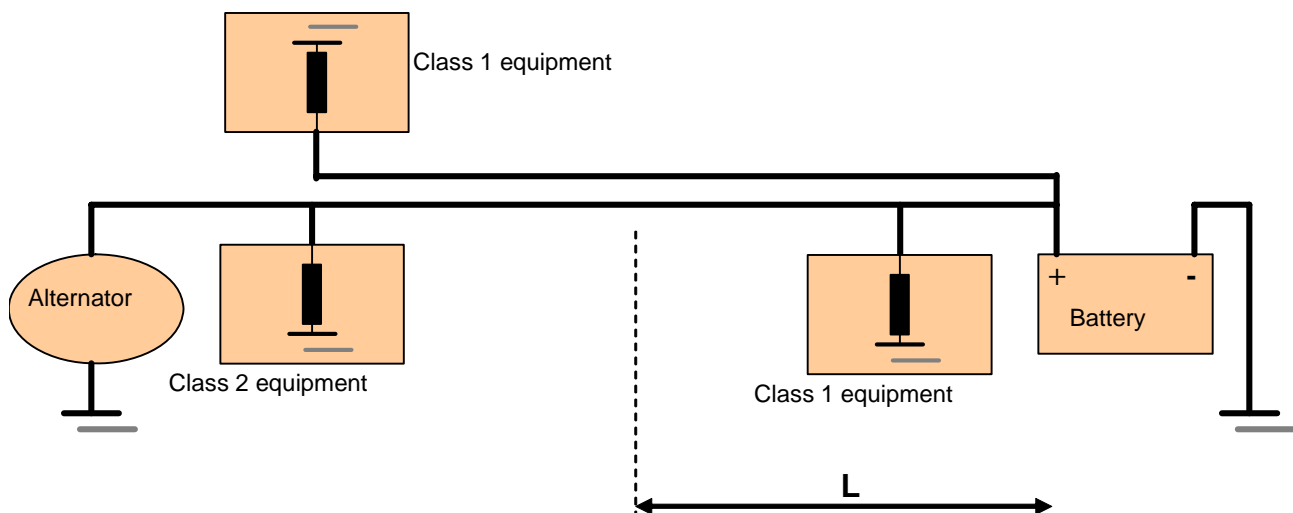 Class 1 equipment
Alternator
Class 2 equipment
+ -
Battery
Class 1 equipment
L